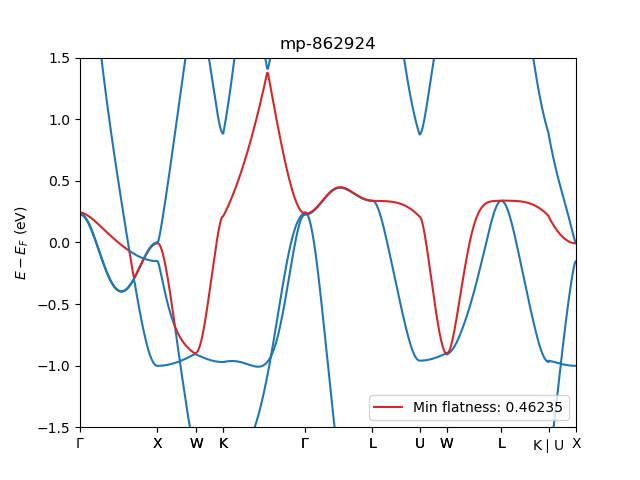 mp-862924
E − E_F (eV)
1.5
1.0
0.5
0.0
−0.5
−1.0
−1.5
Min flatness: 0.46235
Γ X W K Γ L U W L K | U X